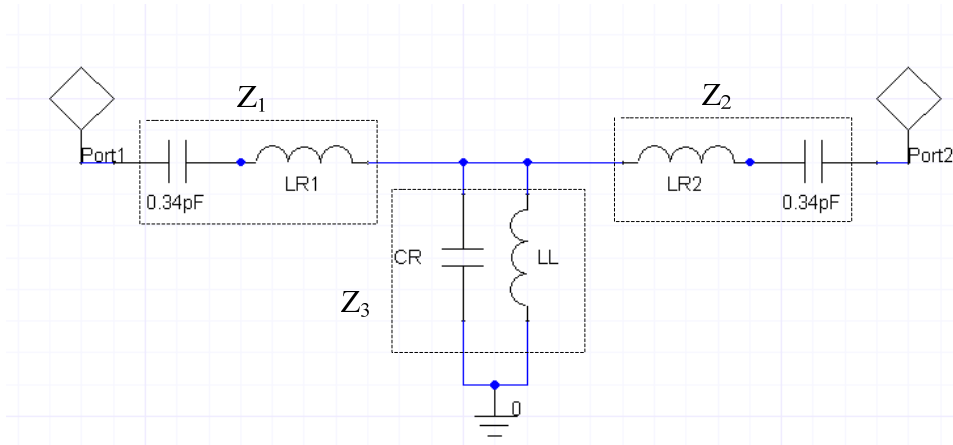 Z1
Z2
Port1
Port2
LR1
LR2
0.34pF
0.34pF
CR
LL
Z3
0